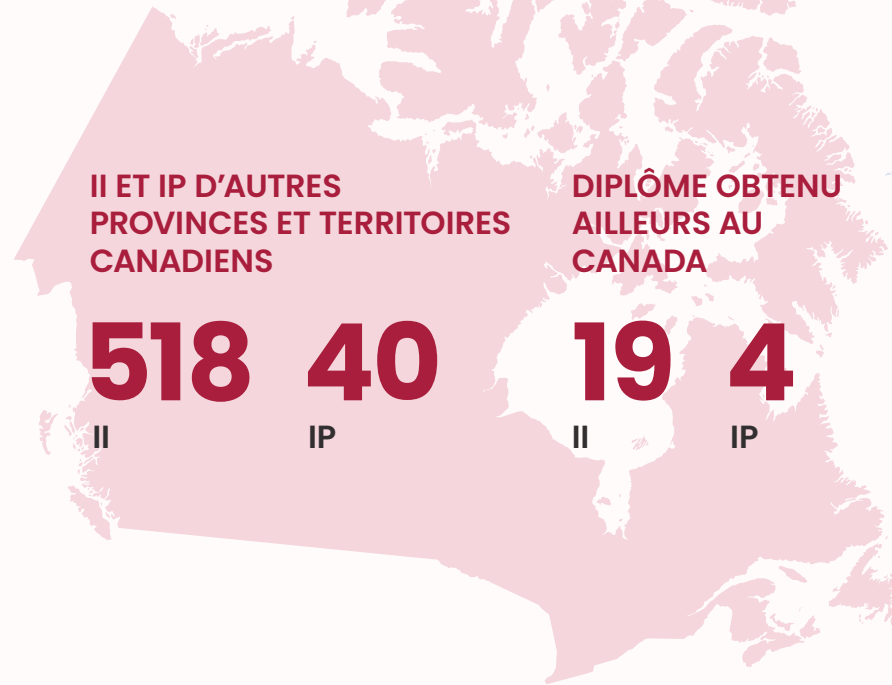 II ET IP D’AUTRES
PROVINCES ET TERRITOIRES
CANADIENS
518 40
II IP
DIPLÔME OBTENU
AILLEURS AU
CANADA
19 4
II IP